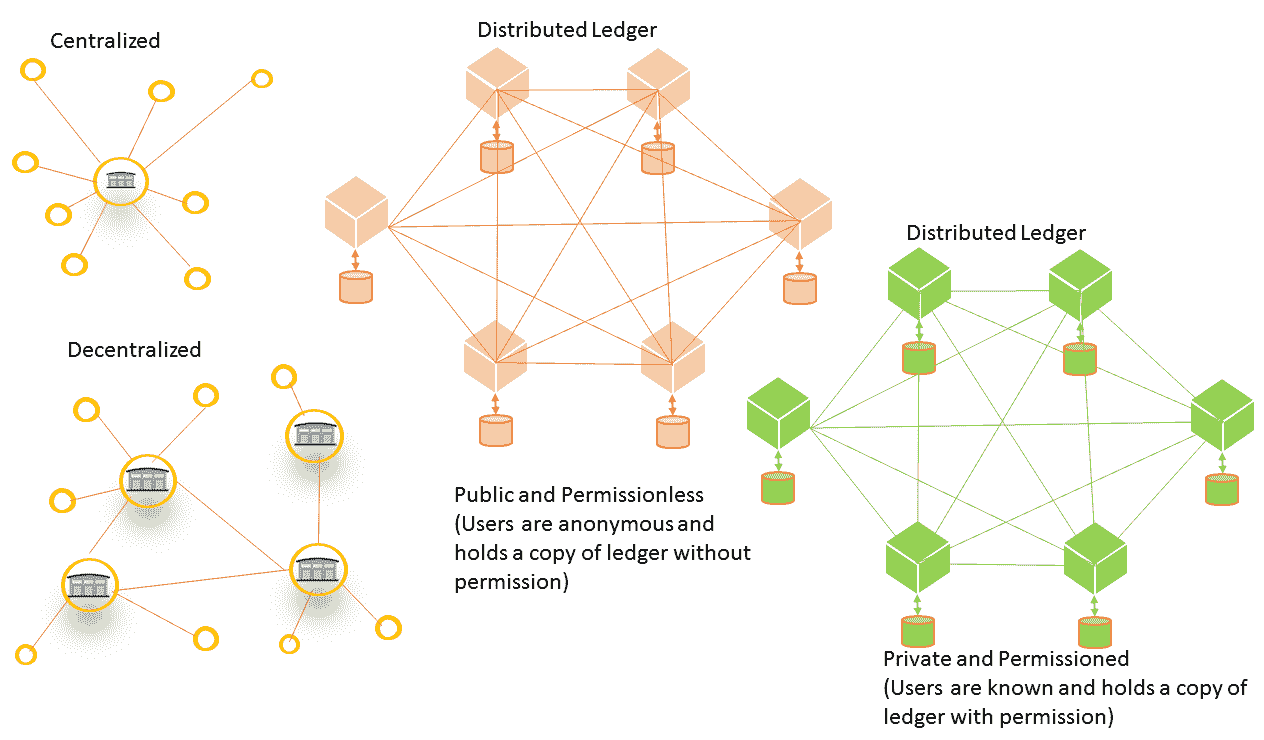 Centralized
Distributed Ledger
Distributed Ledger
Decentralized
Public and Permissionless
(Users are anonymous and
holds a copy of ledger without
permission)
Private and Permissioned
(Users are known and holds a copy of
ledger with permission)